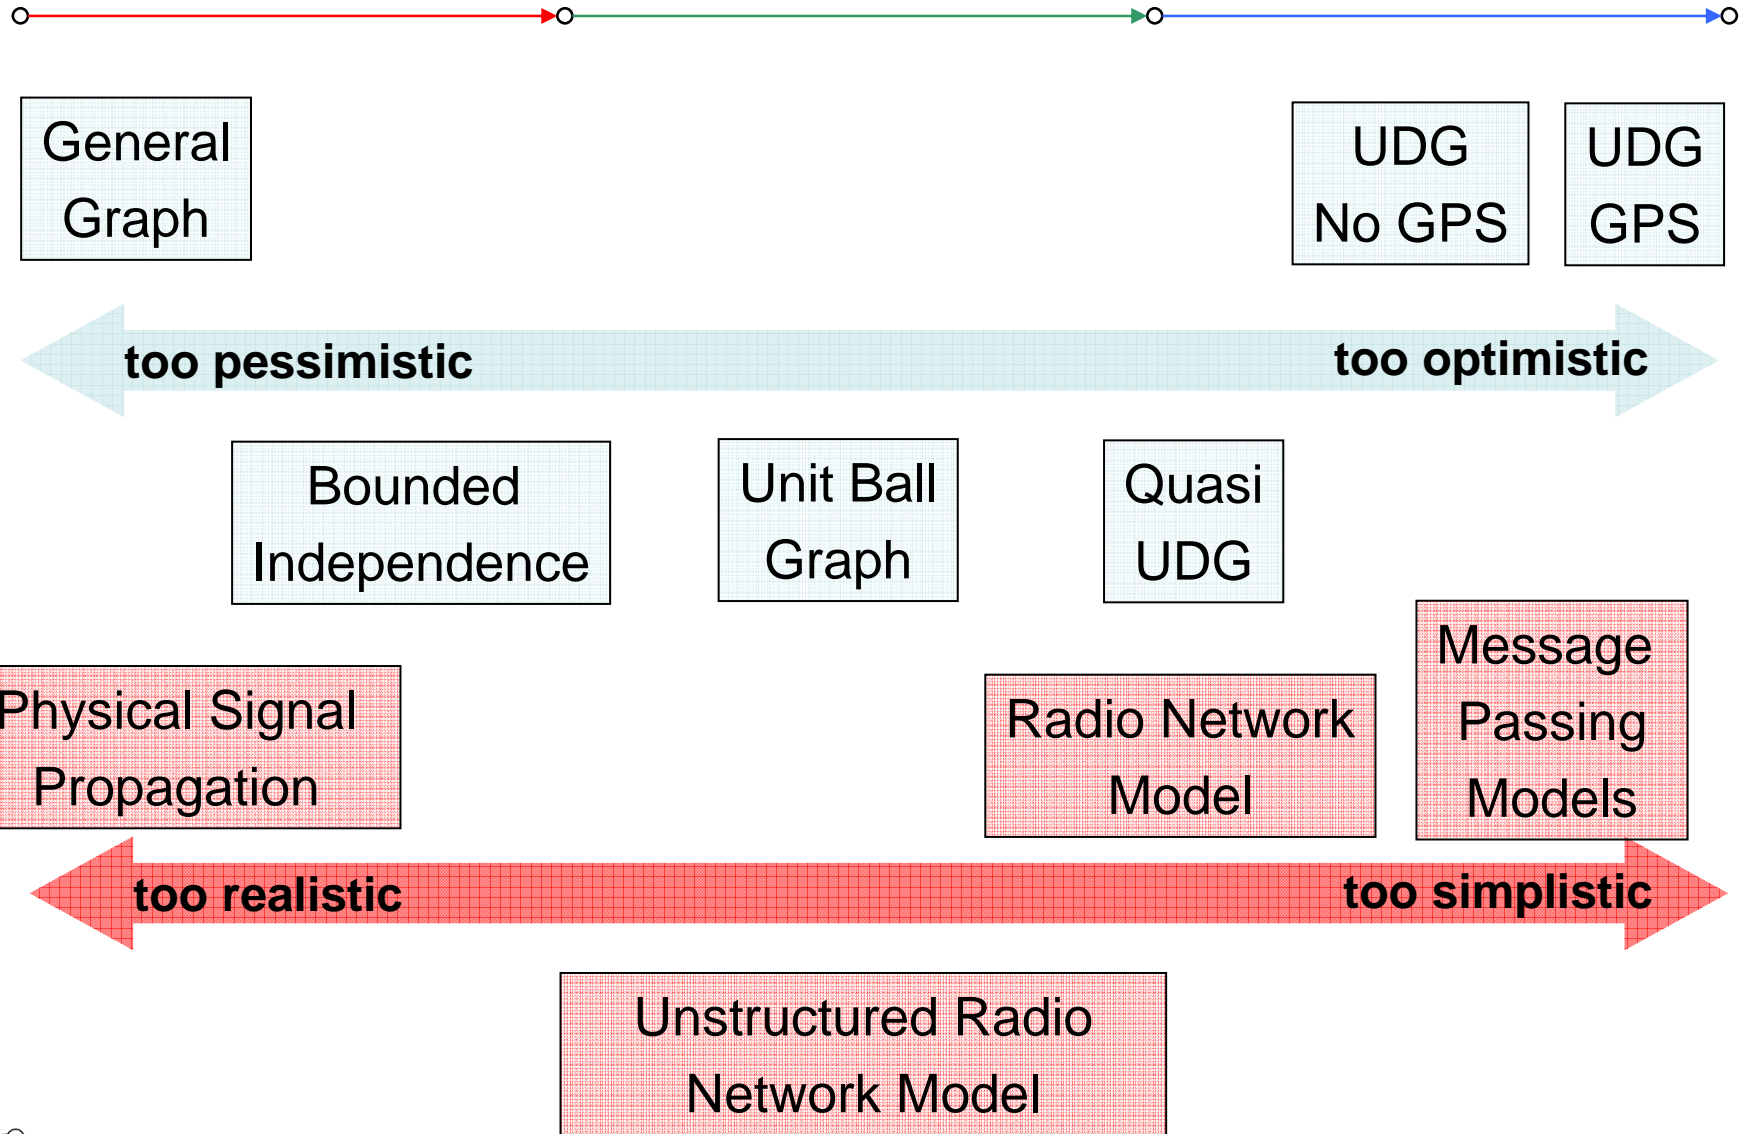 General
Graph
UDG
No GPS
UDG
GPS
too pessimistic
too optimistic
Bounded
Independence
Unit Ball
Graph
Quasi
UDG
Physical Signal
Propagation
Radio Network
Model
Message
Passing
Models
too realistic
too simplistic
Unstructured Radio
Network Model